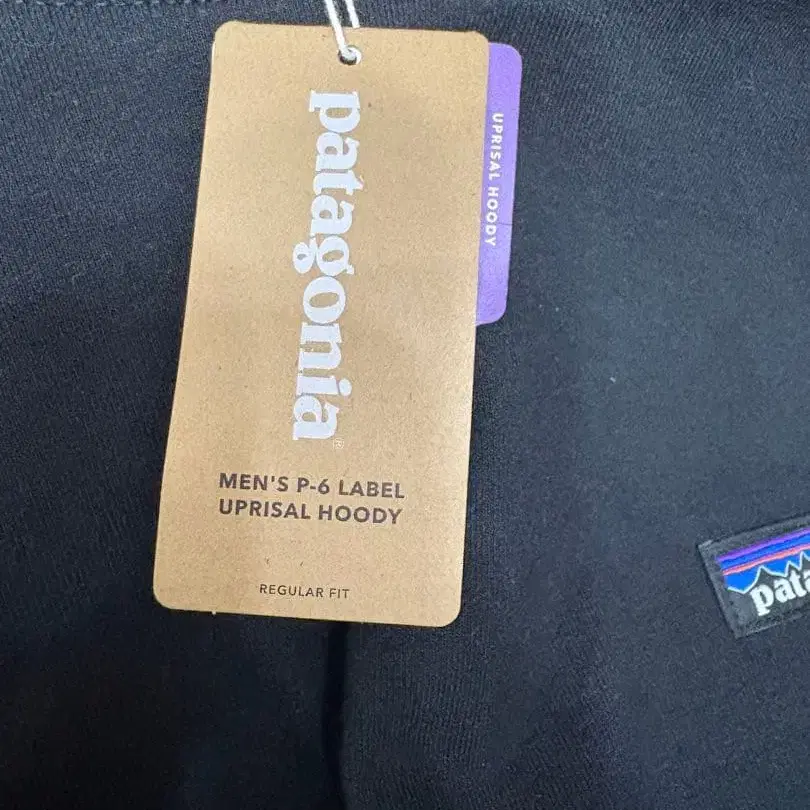 patagonia®
UPRISAL HOODY
MEN'S P-6 LABEL
UPRISAL HOODY
REGULAR FIT
pata